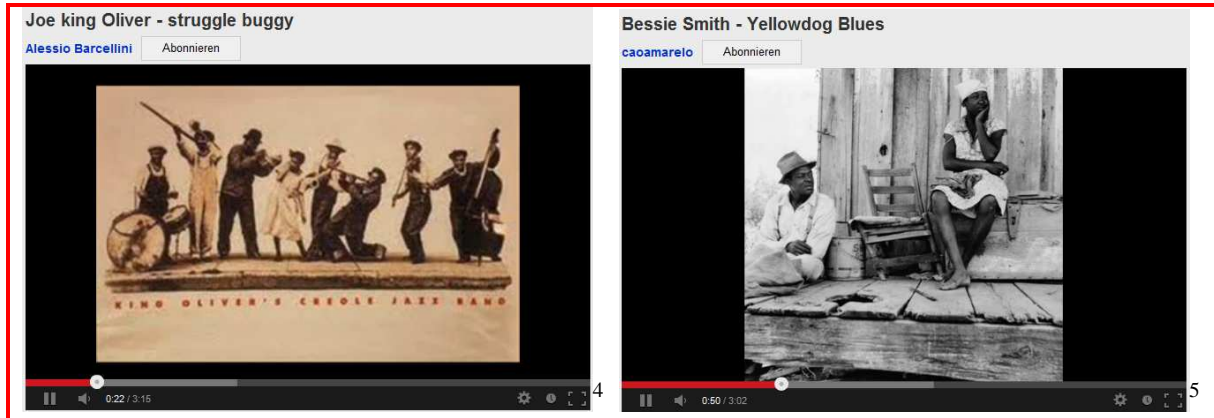 Joe king Oliver - struggle buggy
Alessio Barcellini Abonnieren
KING OLIVER'S CREOLE JAZZ BAND
0:22 / 3:15
4
Bessie Smith - Yellowdog Blues
caoamarelo Abonnieren
0:50 / 3:02
5